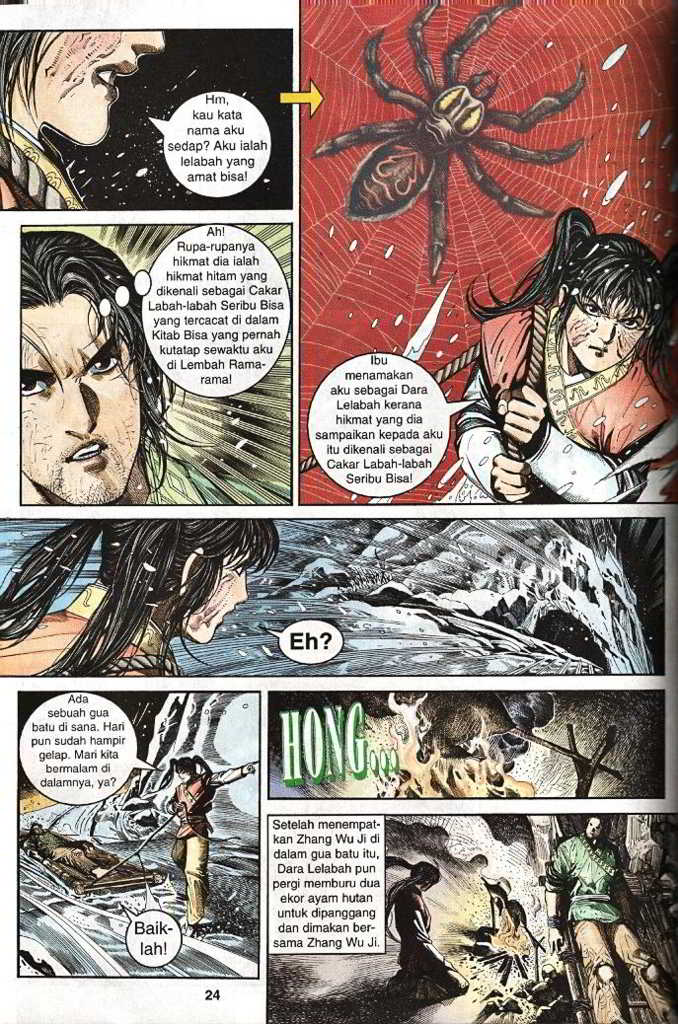 Hm,
kau kata
nama aku
sedap? Aku ialah
lelabah yang
amat bisa!
Ah!
Rupa-rupanya
hikmat dia ialah
hikmat hitam yang
dikenali sebagai Cakar
Labah-labah Seribu Bisa
yang tercacat di dalam
Kitab Bisa yang pernah
kutatap sewaktu aku
di Lembah Rama-
rama!
Ibu
menamakan
aku sebagai Dara
Lelabah kerana
hikmat yang dia
sampaikan kepada aku
itu dikenali sebagai
Cakar Labah-labah
Seribu Bisa!
Eh?
Ada
sebuah gua
batu di sana. Hari
pun sudah hampir
gelap. Mari kita
bermalam di
dalamnya, ya?
Baik-
lah!
HONG...
Setelah menempat-
kan Zhang Wu Ji di
dalam gua batu itu,
Dara Lelabah pun
pergi memburu dua
ekor ayam hutan
untuk dipanggang
dan dimakan ber-
sama Zhang Wu Ji.
24